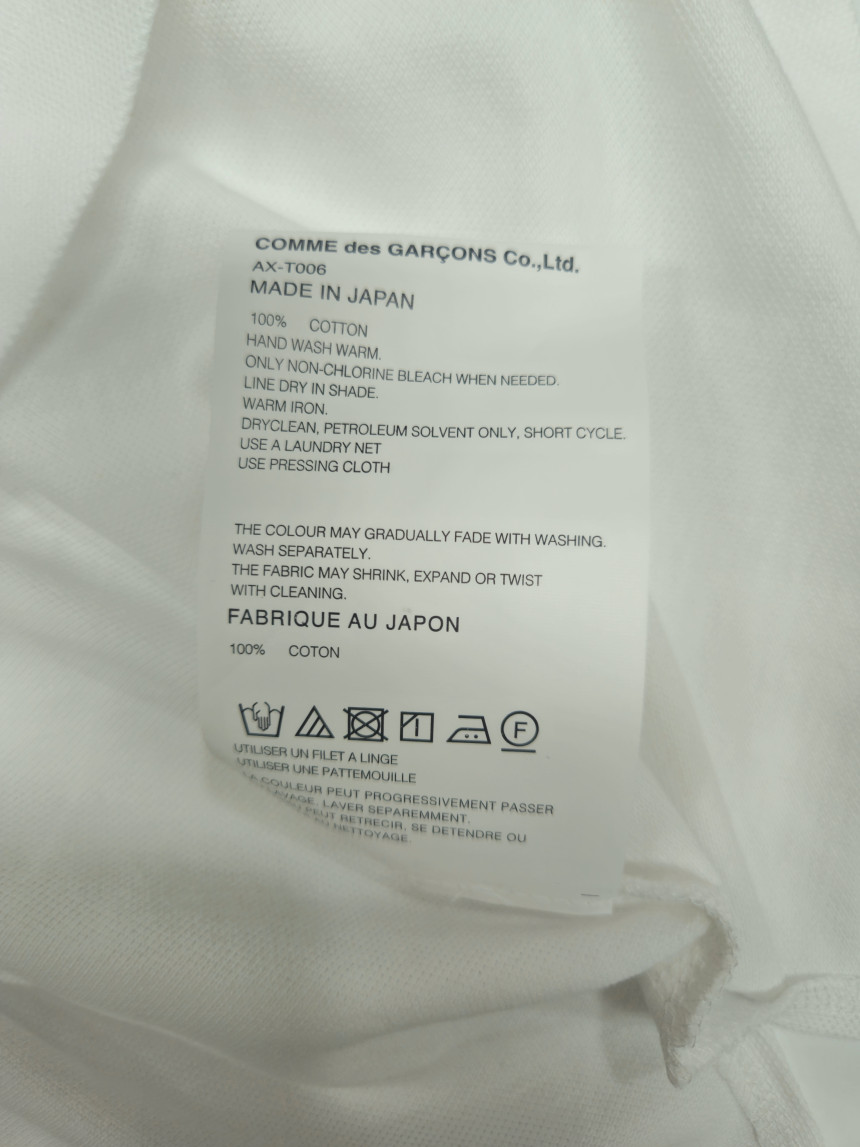 COMME des GARÇONS Co.,Ltd.
AX-T006
MADE IN JAPAN
100% COTTON
HAND WASH WARM.
ONLY NON-CHLORINE BLEACH WHEN NEEDED.
LINE DRY IN SHADE.
WARM IRON.
DRYCLEAN, PETROLEUM SOLVENT ONLY, SHORT CYCLE.
USE A LAUNDRY NET
USE PRESSING CLOTH
THE COLOUR MAY GRADUALLY FADE WITH WASHING.
WASH SEPARATELY.
THE FABRIC MAY SHRINK, EXPAND OR TWIST
WITH CLEANING.
FABRIQUE AU JAPON
100% COTON
F
UTILISER UN FILET A LINGE
UTILISER UNE PATTEMOUILLE
LA COULEUR PEUT PROGRESSIVEMENT PASSER
LAVER SEPAREMMENT.
PEUT RETRECIR, SE DETENDRE OU
NETTOYAGE.